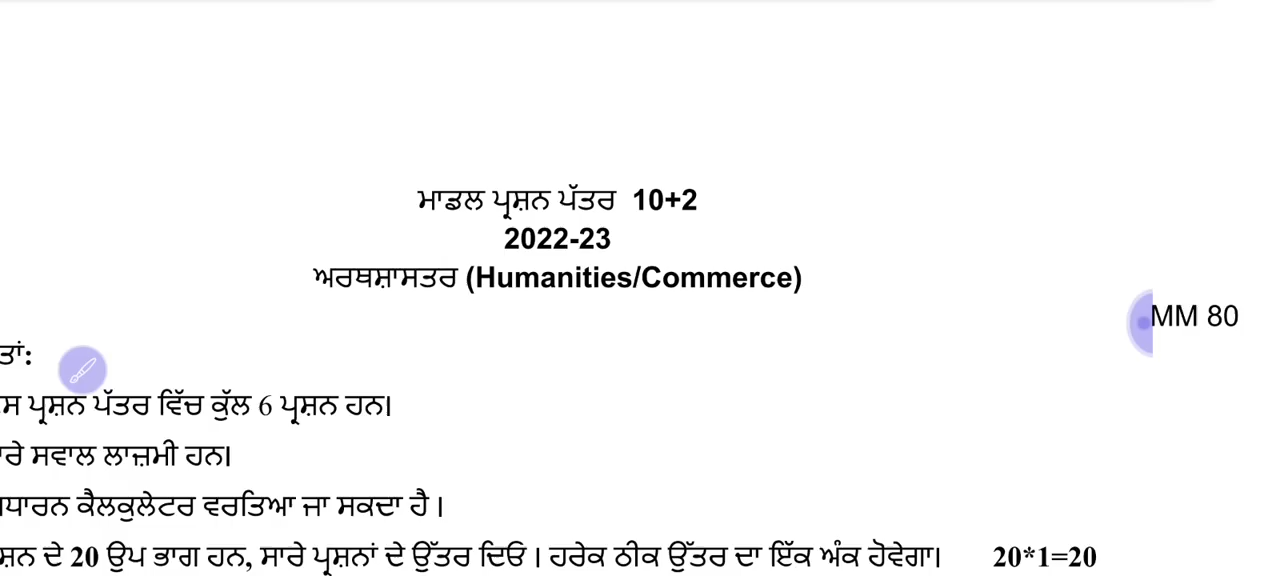 ਮਾਡਲ ਪ੍ਰਸ਼ਨ ਪੱਤਰ 10+2
2022-23
ਅਰਥਸ਼ਾਸਤਰ (Humanities/Commerce)
MM 80
ਤਾਂ:
ਸ ਪ੍ਰਸ਼ਨ ਪੱਤਰ ਵਿੱਚ ਕੁੱਲ 6 ਪ੍ਰਸ਼ਨ ਹਨ।
ਰੇ ਸਵਾਲ ਲਾਜ਼ਮੀ ਹਨ।
ਧਾਰਨ ਕੈਲਕੁਲੇਟਰ ਵਰਤਿਆ ਜਾ ਸਕਦਾ ਹੈ ।
ਸ਼ਨ ਦੇ 20 ਉਪ ਭਾਗ ਹਨ, ਸਾਰੇ ਪ੍ਰਸ਼ਨਾਂ ਦੇ ਉੱਤਰ ਦਿਓ । ਹਰੇਕ ਠੀਕ ਉੱਤਰ ਦਾ ਇੱਕ ਅੰਕ ਹੋਵੇਗਾ। 20*1=20